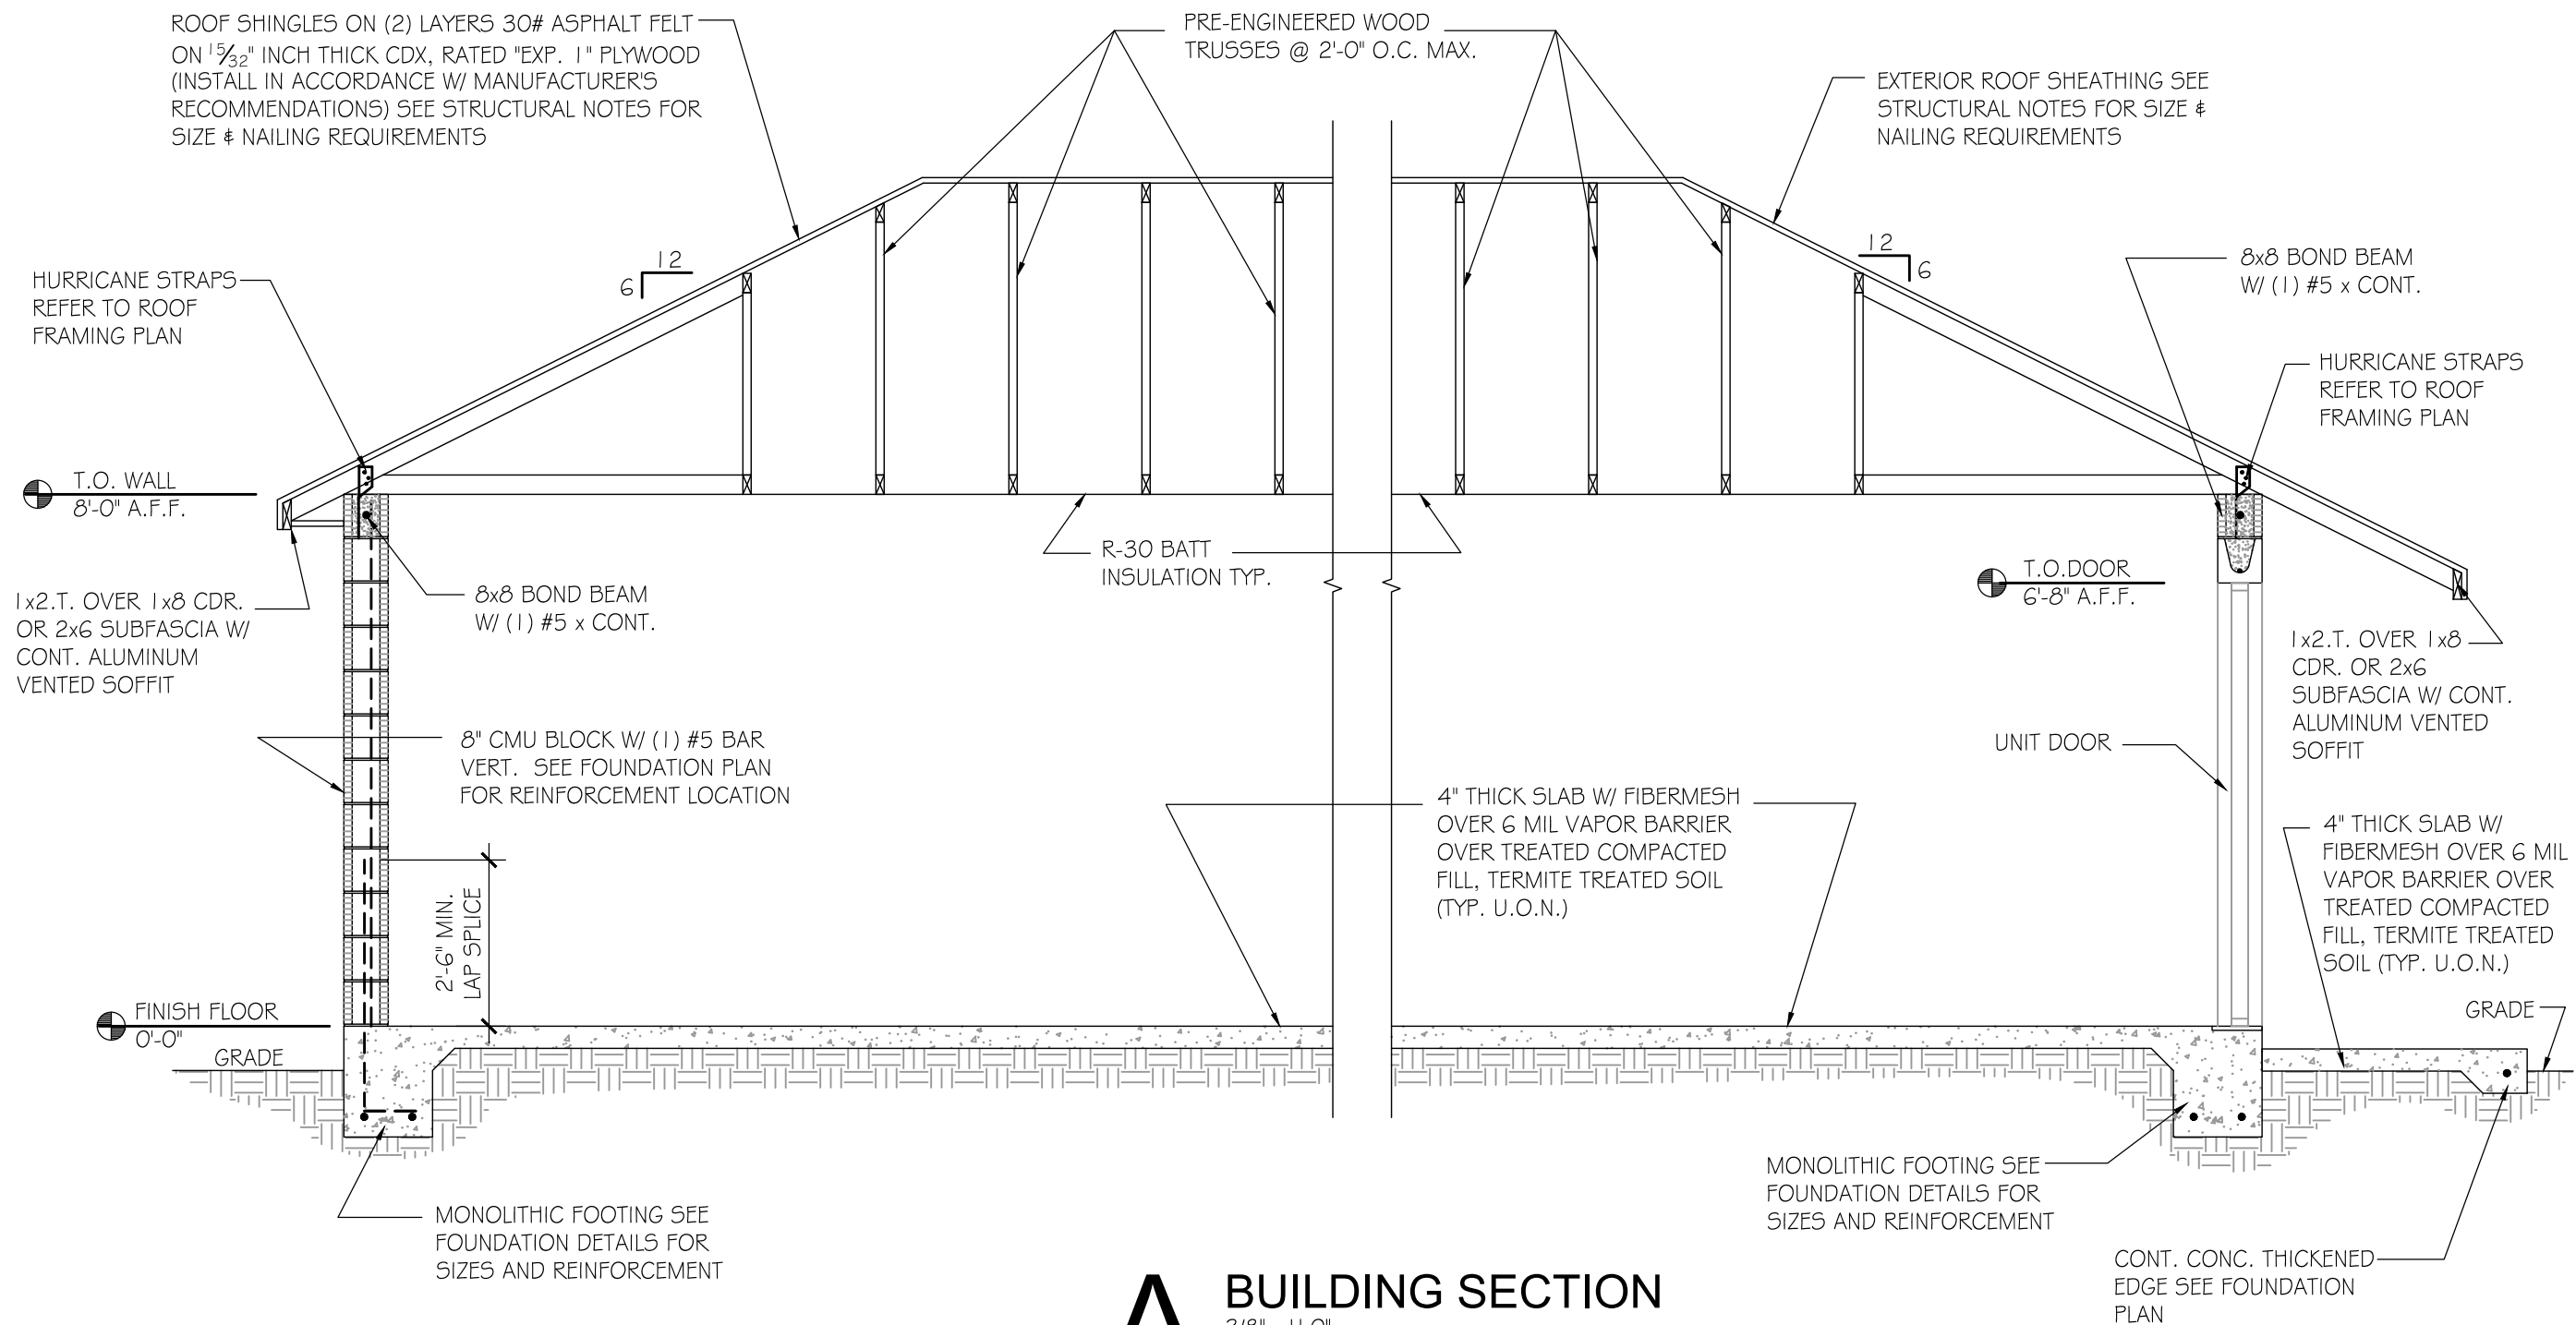 ROOF SHINGLES ON (2) LAYERS 30# ASPHALT FELT
ON 15/32" INCH THICK CDX, RATED "EXP. 1" PLYWOOD
(INSTALL IN ACCORDANCE W/ MANUFACTURER'S
RECOMMENDATIONS) SEE STRUCTURAL NOTES FOR
SIZE & NAILING REQUIREMENTS
PRE-ENGINEERED WOOD
TRUSSES @ 2'-0" O.C. MAX.
EXTERIOR ROOF SHEATHING SEE
STRUCTURAL NOTES FOR SIZE &
NAILING REQUIREMENTS
12
6
12
6
HURRICANE STRAPS
REFER TO ROOF
FRAMING PLAN
8x8 BOND BEAM
W/ (1) #5 x CONT.
HURRICANE STRAPS
REFER TO ROOF
FRAMING PLAN
T.O. WALL
8'-0" A.F.F.
R-30 BATT
INSULATION TYP.
T.O.DOOR
6'-8" A.F.F.
1x2.T. OVER 1x8 CDR.
OR 2x6 SUBFASCIA W/
CONT. ALUMINUM
VENTED SOFFIT
8x8 BOND BEAM
W/ (1) #5 x CONT.
1x2.T. OVER 1x8
CDR. OR 2x6
SUBFASCIA W/ CONT.
ALUMINUM VENTED
SOFFIT
8" CMU BLOCK W/ (1) #5 BAR
VERT. SEE FOUNDATION PLAN
FOR REINFORCEMENT LOCATION
UNIT DOOR
4" THICK SLAB W/ FIBERMESH
OVER 6 MIL VAPOR BARRIER
OVER TREATED COMPACTED
FILL, TERMITE TREATED SOIL
(TYP. U.O.N.)
4" THICK SLAB W/
FIBERMESH OVER 6 MIL
VAPOR BARRIER OVER
TREATED COMPACTED
FILL, TERMITE TREATED
SOIL (TYP. U.O.N.)
2'-6" MIN.
LAP SPLICE
FINISH FLOOR
0'-0"
GRADE
GRADE
MONOLITHIC FOOTING SEE
FOUNDATION DETAILS FOR
SIZES AND REINFORCEMENT
MONOLITHIC FOOTING SEE
FOUNDATION DETAILS FOR
SIZES AND REINFORCEMENT
CONT. CONC. THICKENED
EDGE SEE FOUNDATION
PLAN
A
BUILDING SECTION